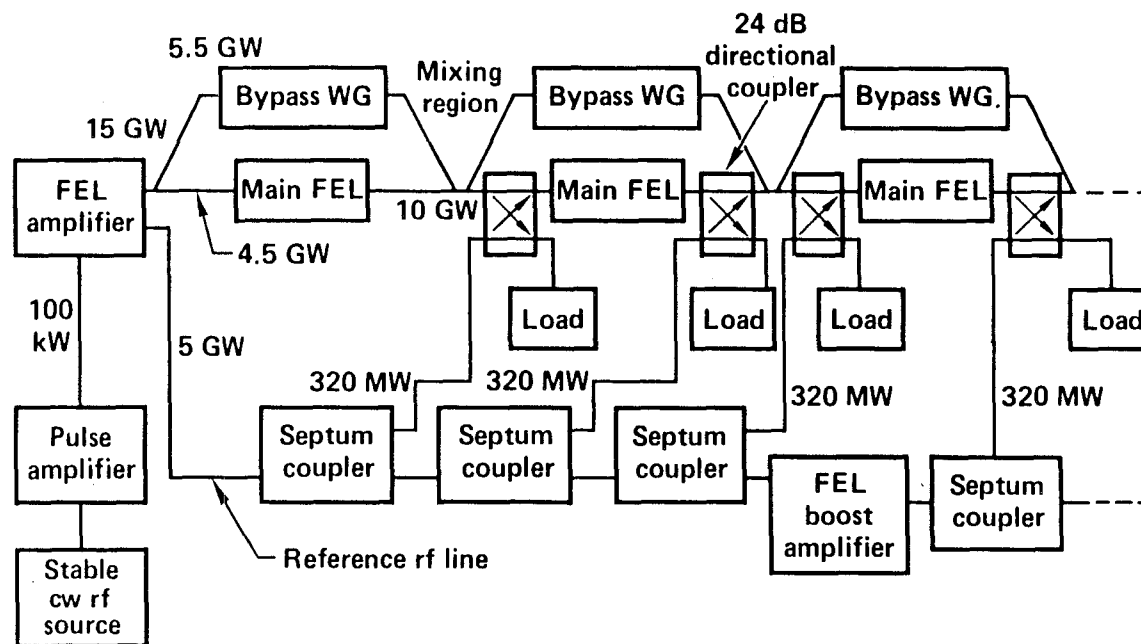 24 dB
directional
coupler
5.5 GW
Mixing
region
Bypass WG
Bypass WG
Bypass WG.
15 GW
FEL
amplifier
Main FEL
10 GW
Main FEL
Main FEL
4.5 GW
100
kW
5 GW
Load
Load
Load
Load
320 MW
320 MW
320 MW
320 MW
Pulse
amplifier
Septum
coupler
Septum
coupler
Septum
coupler
FEL
boost
amplifier
Septum
coupler
Reference rf line
Stable
cw rf
source